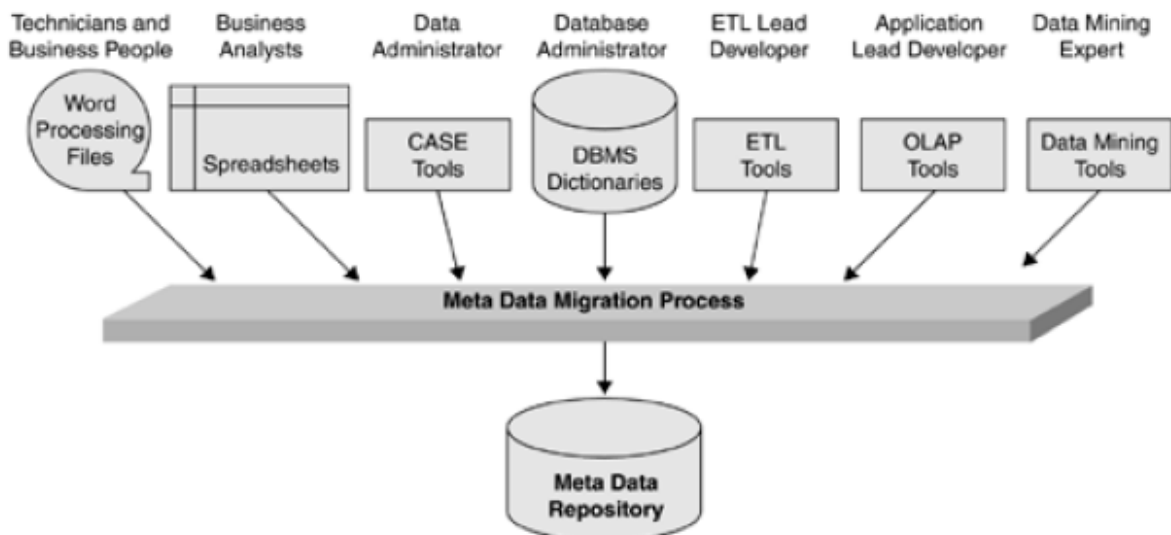 Technicians and
Business People
Business
Analysts
Data
Administrator
Database
Administrator
ETL Lead
Developer
Application
Lead Developer
Data Mining
Expert
Word
Processing
Files
Spreadsheets
CASE
Tools
DBMS
Dictionaries
ETL
Tools
OLAP
Tools
Data Mining
Tools
Meta Data Migration Process
Meta Data
Repository